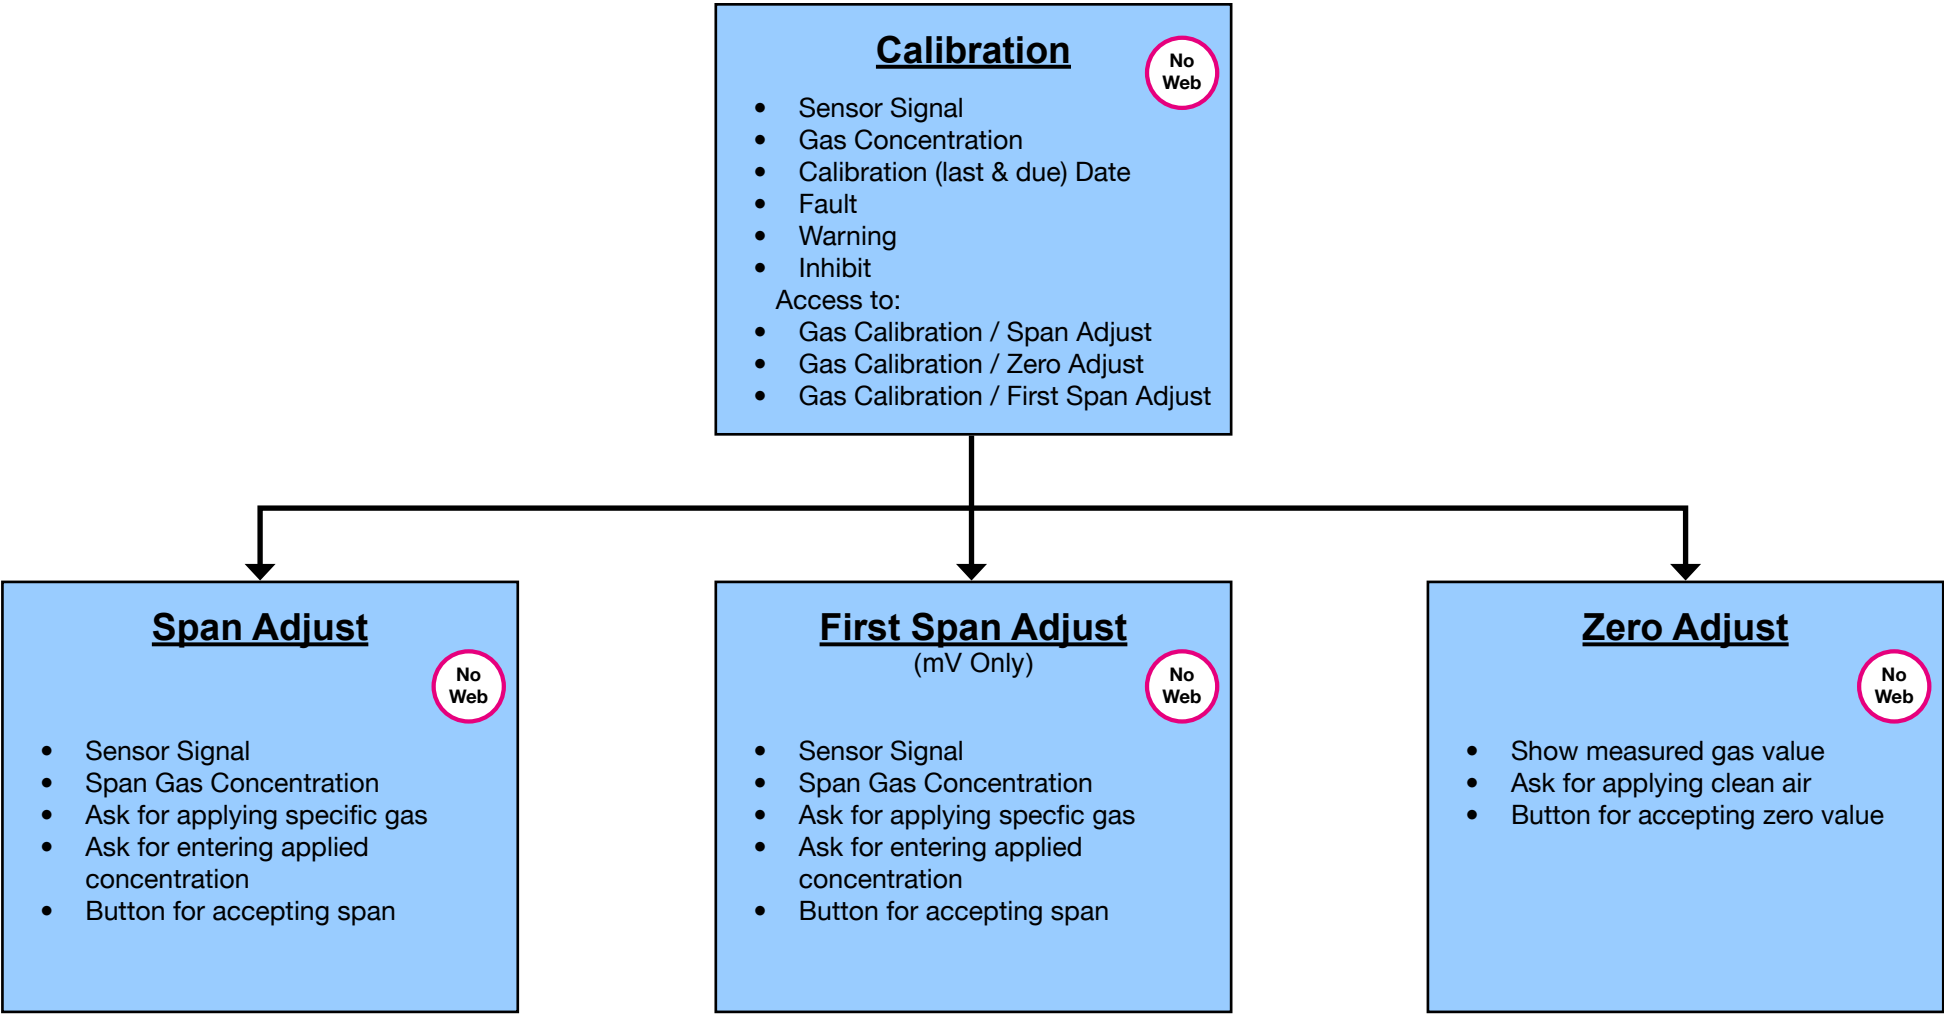 Calibration
No
Web
• Sensor Signal
• Gas Concentration
• Calibration (last & due) Date
• Fault
• Warning
• Inhibit
Access to:
• Gas Calibration / Span Adjust
• Gas Calibration / Zero Adjust
• Gas Calibration / First Span Adjust
Span Adjust
No
Web
• Sensor Signal
• Span Gas Concentration
• Ask for applying specific gas
• Ask for entering applied
concentration
• Button for accepting span
First Span Adjust
(mV Only)
No
Web
• Sensor Signal
• Span Gas Concentration
• Ask for applying specfic gas
• Ask for entering applied
concentration
• Button for accepting span
Zero Adjust
No
Web
• Show measured gas value
• Ask for applying clean air
• Button for accepting zero value